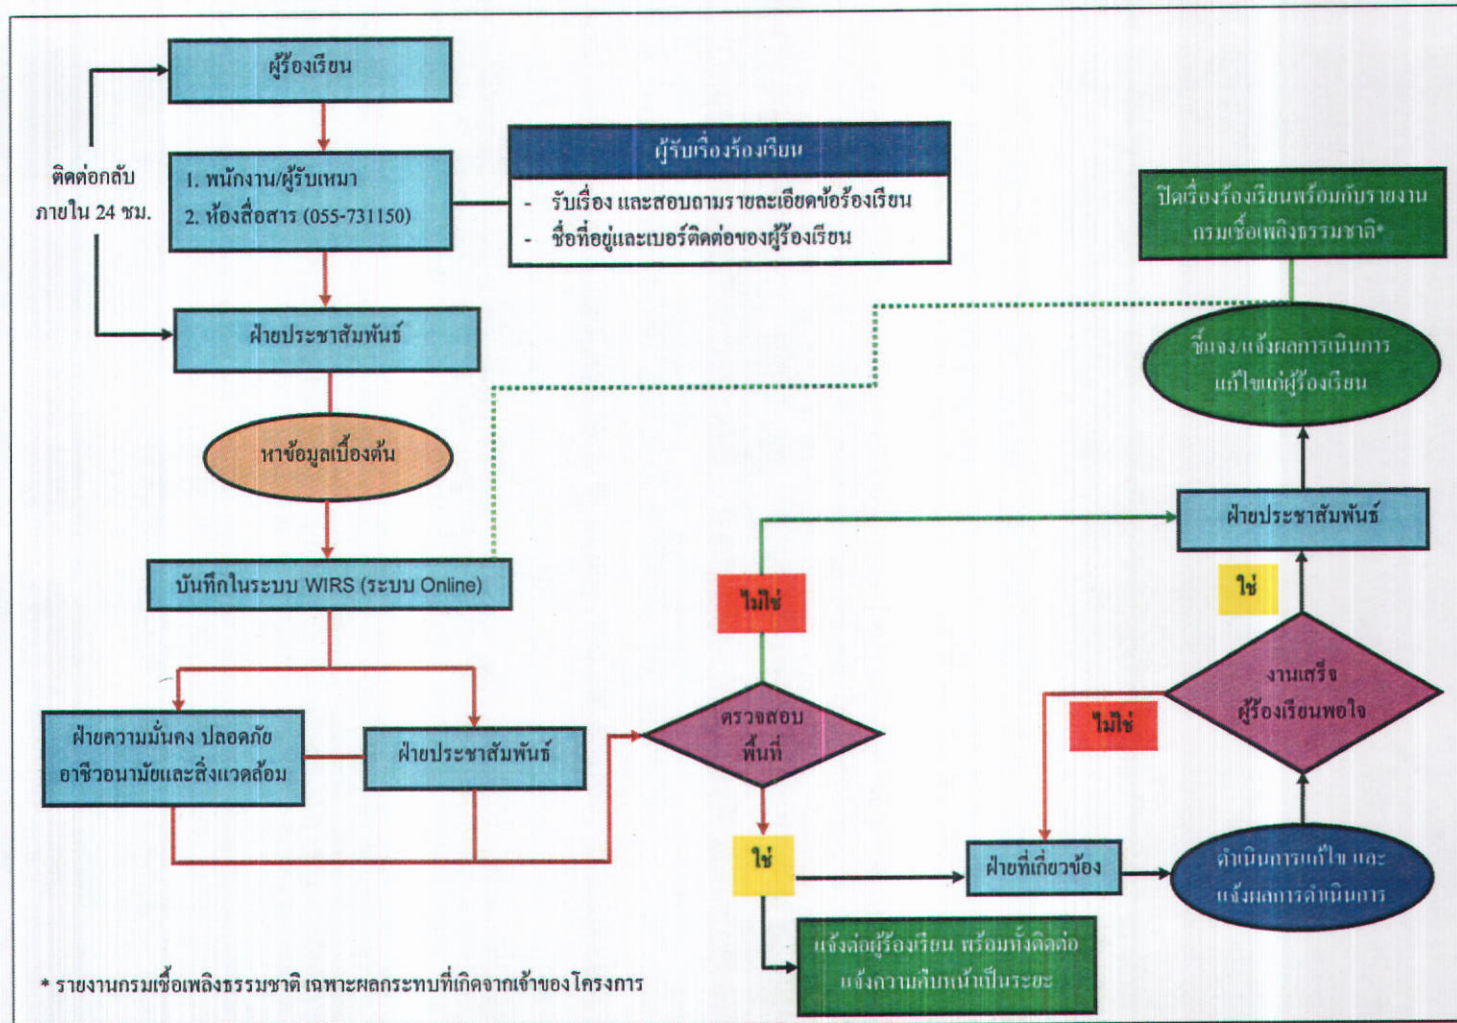 ผู้ร้องเรียน
ติดต่อกลับ
ภายใน 24 ชม.
1. พนักงาน/ผู้รับเหมา
2. ห้องสื่อสาร (055-731150)
ผู้รับเรื่องร้องเรียน
- รับเรื่อง และสอบถามรายละเอียดข้อร้องเรียน
- ชื่อที่อยู่และเบอร์ติดต่อของผู้ร้องเรียน
ฝ่ายประชาสัมพันธ์
หาข้อมูลเบื้องต้น
บันทึกในระบบ WIRS (ระบบ Online)
ฝ่ายความมั่นคง ปลอดภัย
อาชีวอนามัยและสิ่งแวดล้อม
ฝ่ายประชาสัมพันธ์
ตรวจสอบ
พื้นที่
ไม่ใช่
ใช่
แจ้งต่อผู้ร้องเรียน พร้อมทั้งติดต่อ
แจ้งความคืบหน้าเป็นระยะ
ฝ่ายที่เกี่ยวข้อง
ดำเนินการแก้ไข และ
แจ้งผลการดำเนินการ
งานเสร็จ
ผู้ร้องเรียนพอใจ
ไม่ใช่
ใช่
ฝ่ายประชาสัมพันธ์
ชี้แจง/แจ้งผลการเนินการ
แก้ไขแก่ผู้ร้องเรียน
ปิดเรื่องร้องเรียนพร้อมกับรายงาน
กรมเชื้อเพลิงธรรมชาติ*
* รายงานกรมเชื้อเพลิงธรรมชาติ เฉพาะผลกระทบที่เกิดจากเจ้าของโครงการ